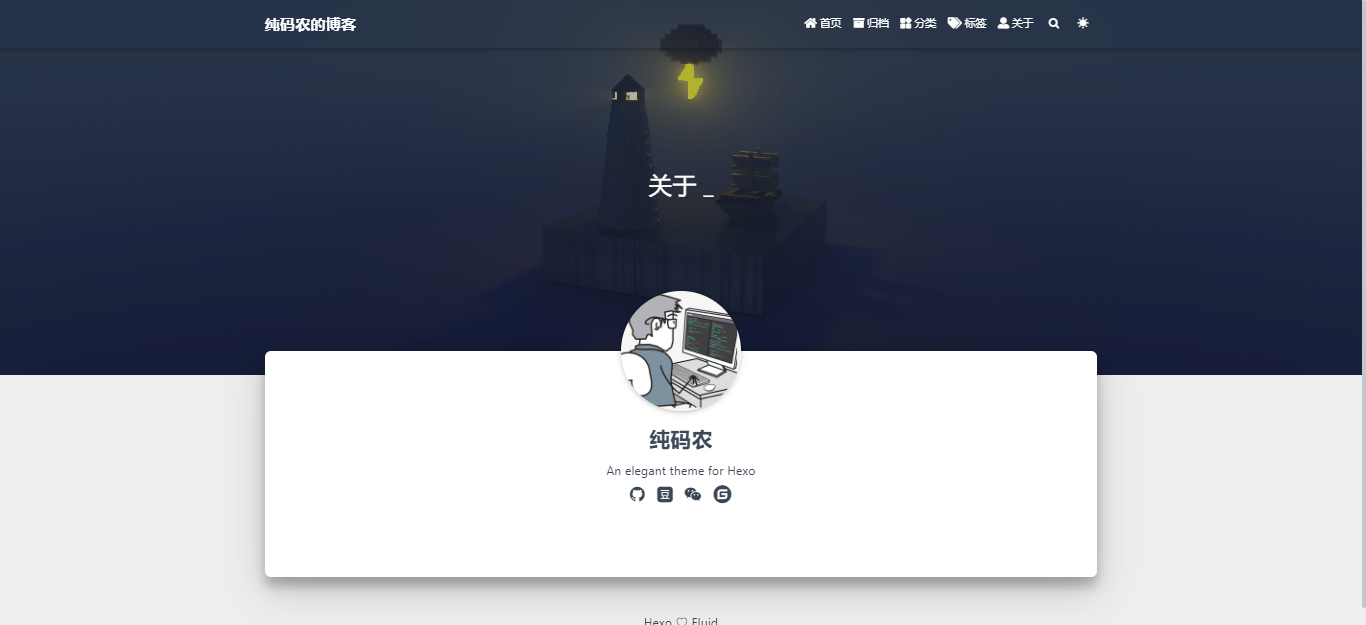 纯码农的博客
首页 归档 分类 标签 关于
关于 _
纯码农
An elegant theme for Hexo
豆 G
Hexo ♡ Fluid